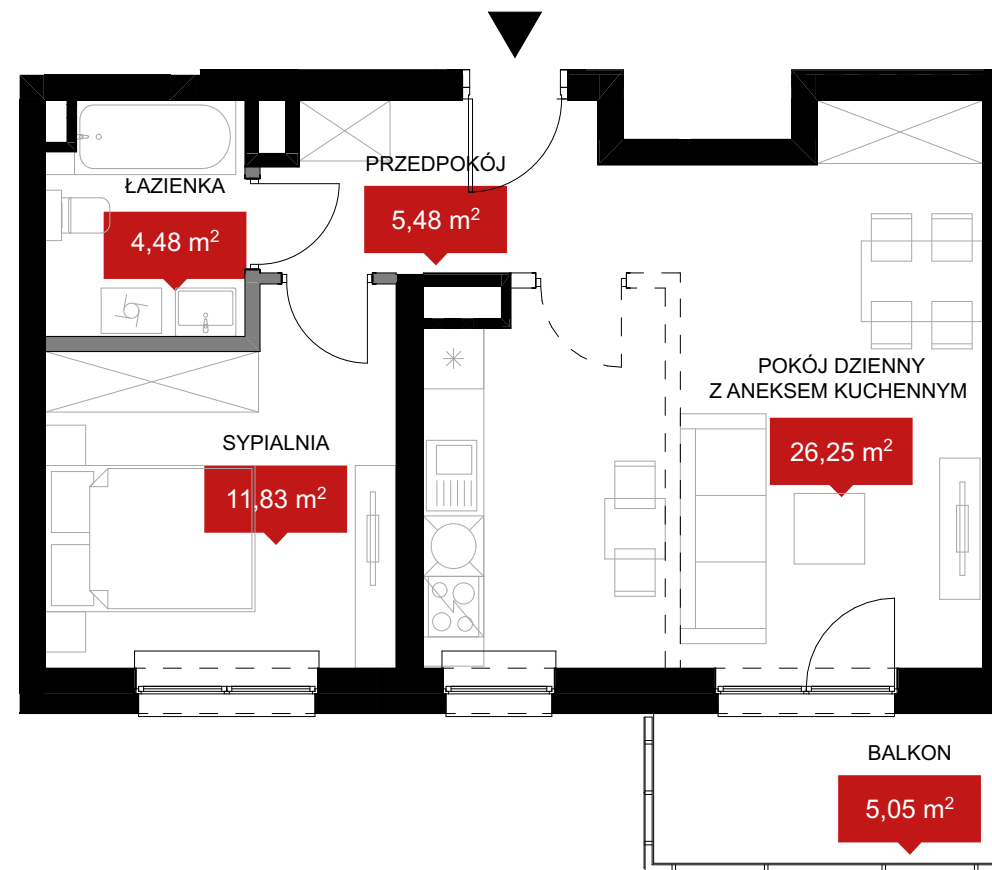 PRZEDPOKÓJ
5,48 m²
ŁAZIENKA
4,48 m²
POKÓJ DZIENNY
Z ANEKSEM KUCHENNYM
26,25 m²
SYPIALNIA
11,83 m²
BALKON
5,05 m²